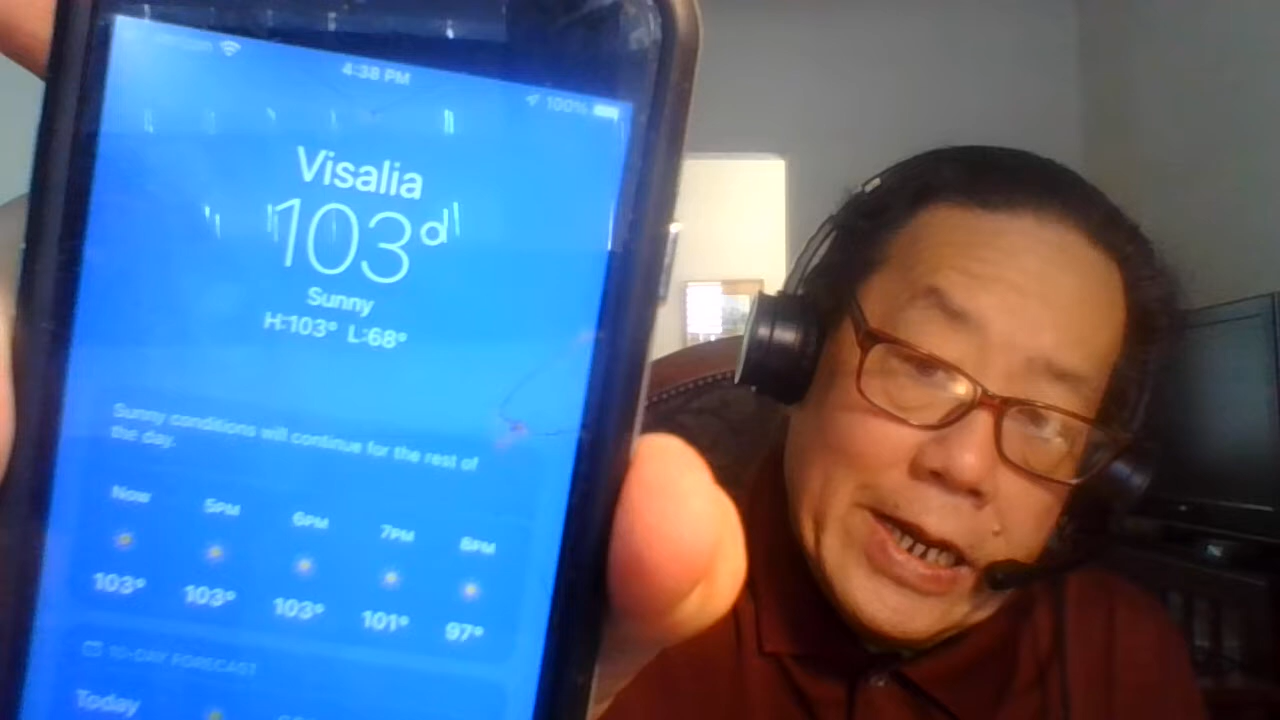 4:38 PM
100%
Visalia
103°
Sunny
H:103° L:68°
Sunny conditions will continue for the rest of
the day.
Now 5PM 6PM 7PM 8PM
103° 103° 103° 101° 97°
10-DAY FORECAST
Today